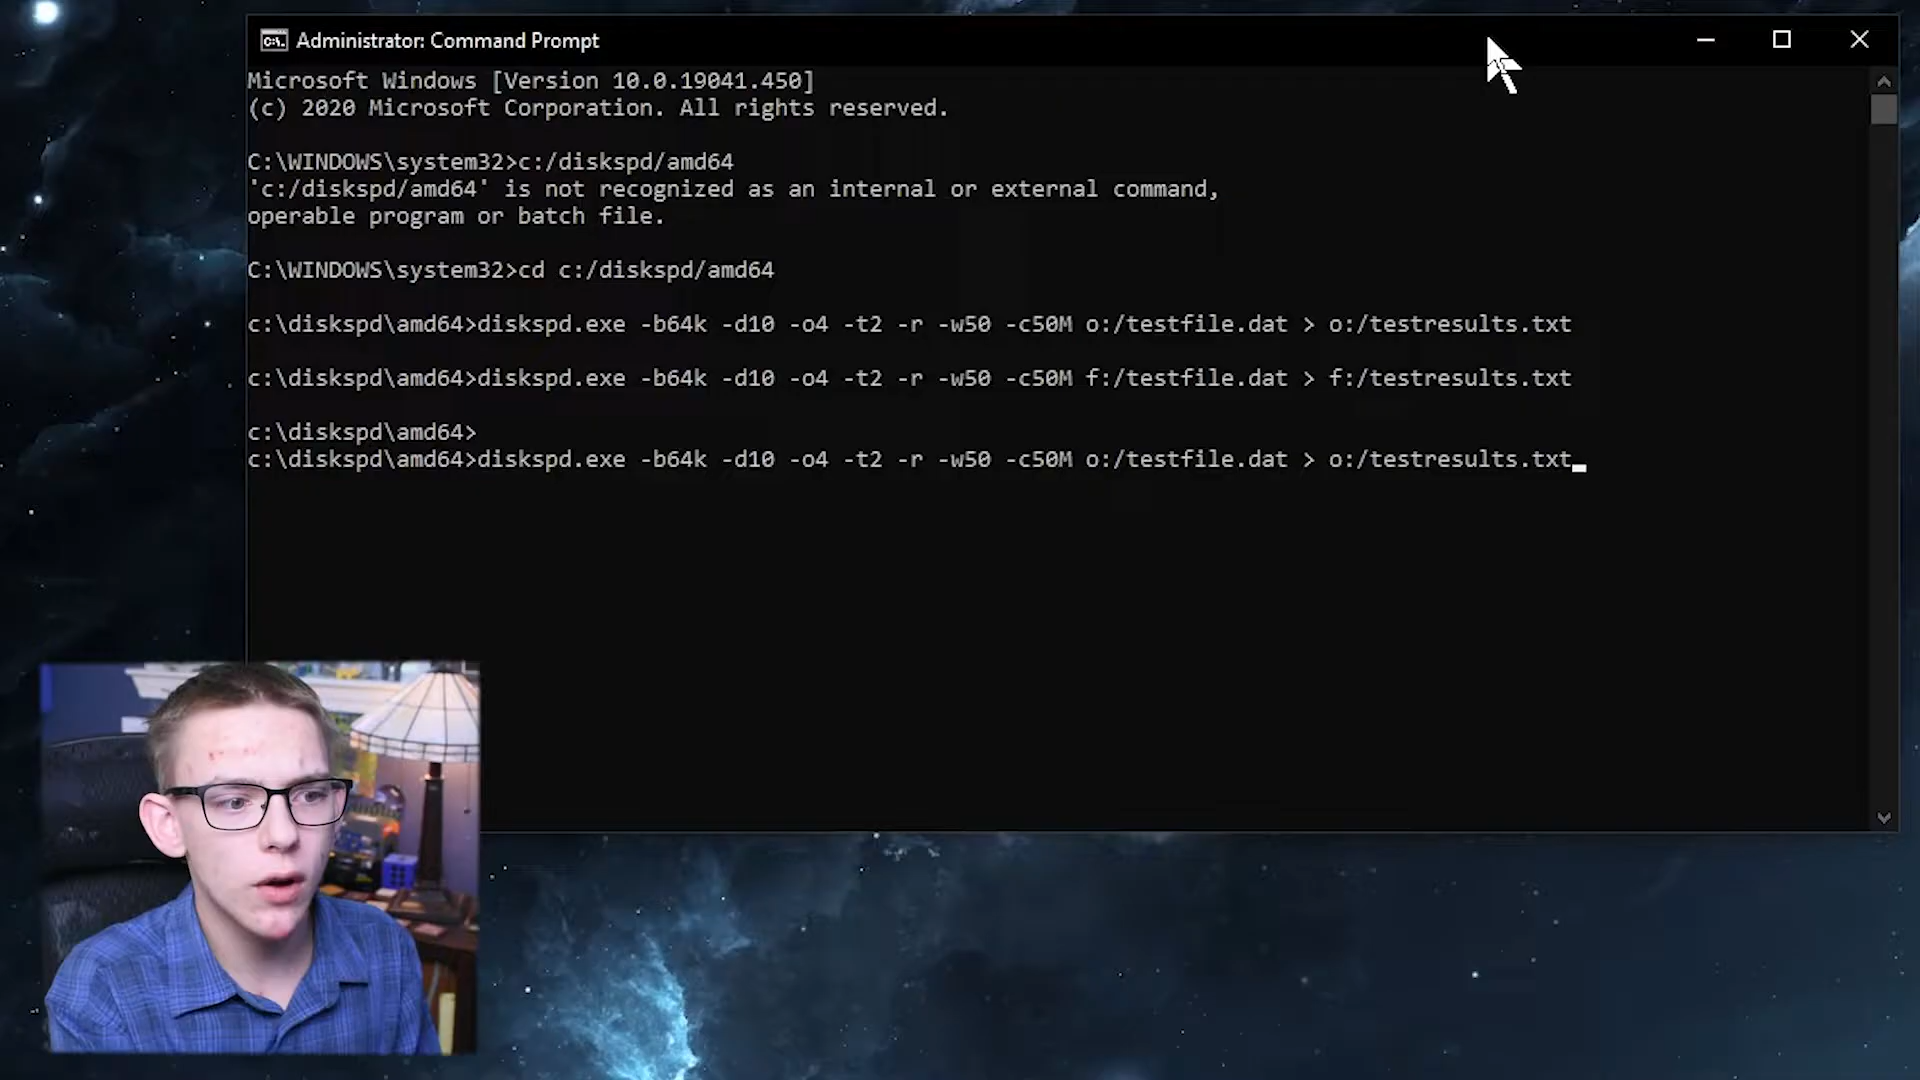 Administrator: Command Prompt
Microsoft Windows [Version 10.0.19041.450]
(c) 2020 Microsoft Corporation. All rights reserved.
C:\WINDOWS\system32>c:/diskspd/amd64
'c:/diskspd/amd64' is not recognized as an internal or external command,
operable program or batch file.
C:\WINDOWS\system32>cd c:/diskspd/amd64
c:\diskspd\amd64>diskspd.exe -b64k -d10 -o4 -t2 -r -w50 -c50M o:/testfile.dat > o:/testresults.txt
c:\diskspd\amd64>diskspd.exe -b64k -d10 -o4 -t2 -r -w50 -c50M f:/testfile.dat > f:/testresults.txt
c:\diskspd\amd64>
c:\diskspd\amd64>diskspd.exe -b64k -d10 -o4 -t2 -r -w50 -c50M o:/testfile.dat > o:/testresults.txt